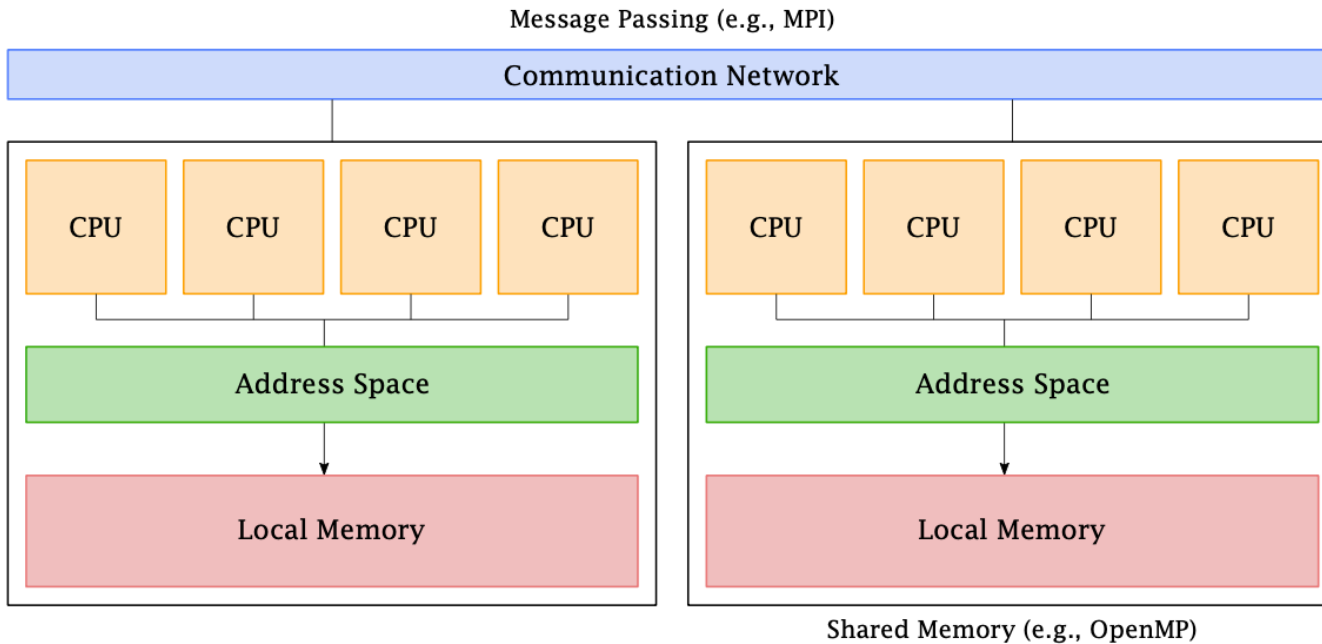 Message Passing (e.g., MPI)
Communication Network
CPU CPU CPU CPU CPU CPU CPU CPU
Address Space Address Space
Local Memory Local Memory
Shared Memory (e.g., OpenMP)